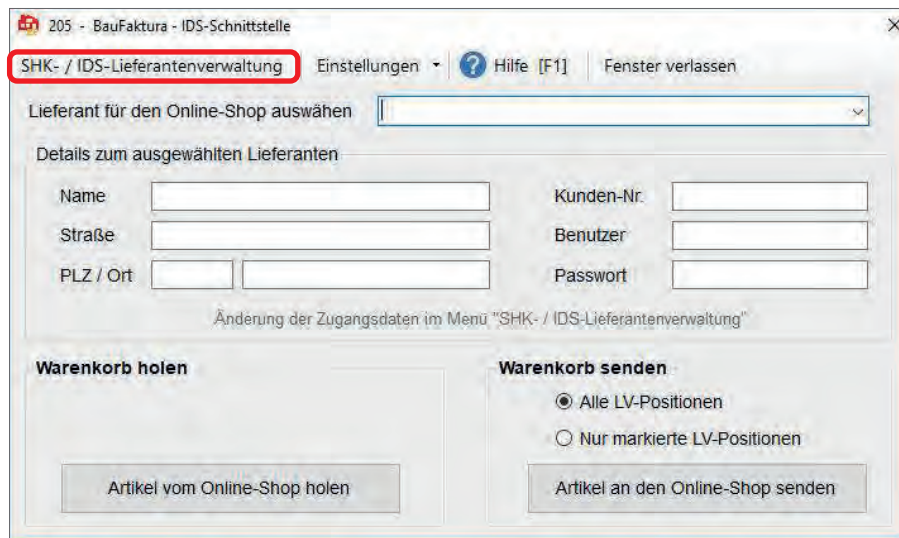 205 - BauFaktura - IDS-Schnittstelle
SHK- / IDS-Lieferantenverwaltung Einstellungen Hilfe [F1] Fenster verlassen
Lieferant für den Online-Shop auswähen
Details zum ausgewählten Lieferanten
Name Kunden-Nr.
Straße Benutzer
PLZ / Ort Passwort
Änderung der Zugangsdaten im Menü "SHK- / IDS-Lieferantenverwaltung"
Warenkorb holen Warenkorb senden
Alle LV-Positionen
Nur markierte LV-Positionen
Artikel vom Online-Shop holen Artikel an den Online-Shop senden